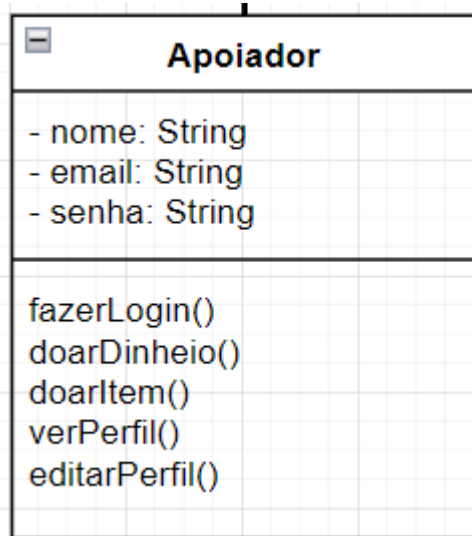 Apoiador
- nome: String
- email: String
- senha: String
fazerLogin()
doarDinheio()
doarItem()
verPerfil()
editarPerfil()